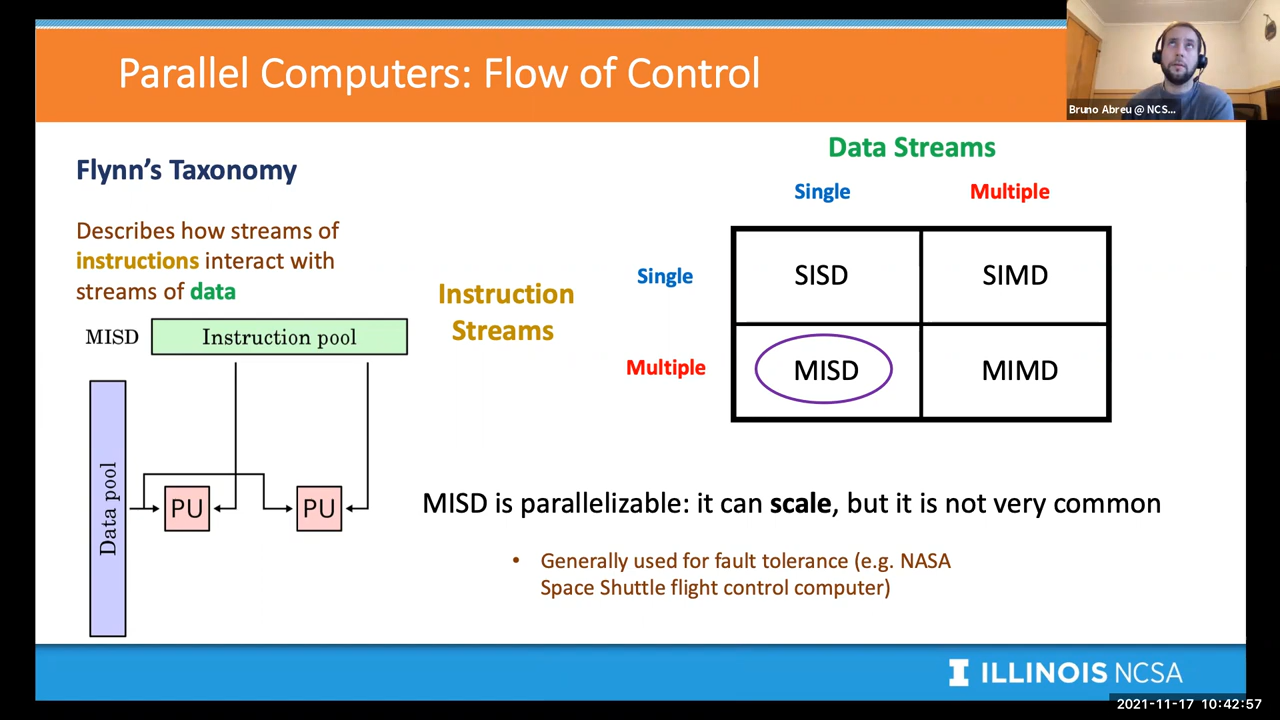 Parallel Computers: Flow of Control
Bruno Abreu @ NCS...
Flynn's Taxonomy
Describes how streams of
instructions interact with
streams of data
MISD
Instruction pool
Data pool
PU
PU
Data Streams
Single
Multiple
Instruction
Streams
Single
SISD
SIMD
Multiple
MISD
MIMD
MISD is parallelizable: it can scale, but it is not very common
• Generally used for fault tolerance (e.g. NASA
Space Shuttle flight control computer)
I ILLINOIS NCSA
2021-11-17 10:42:57